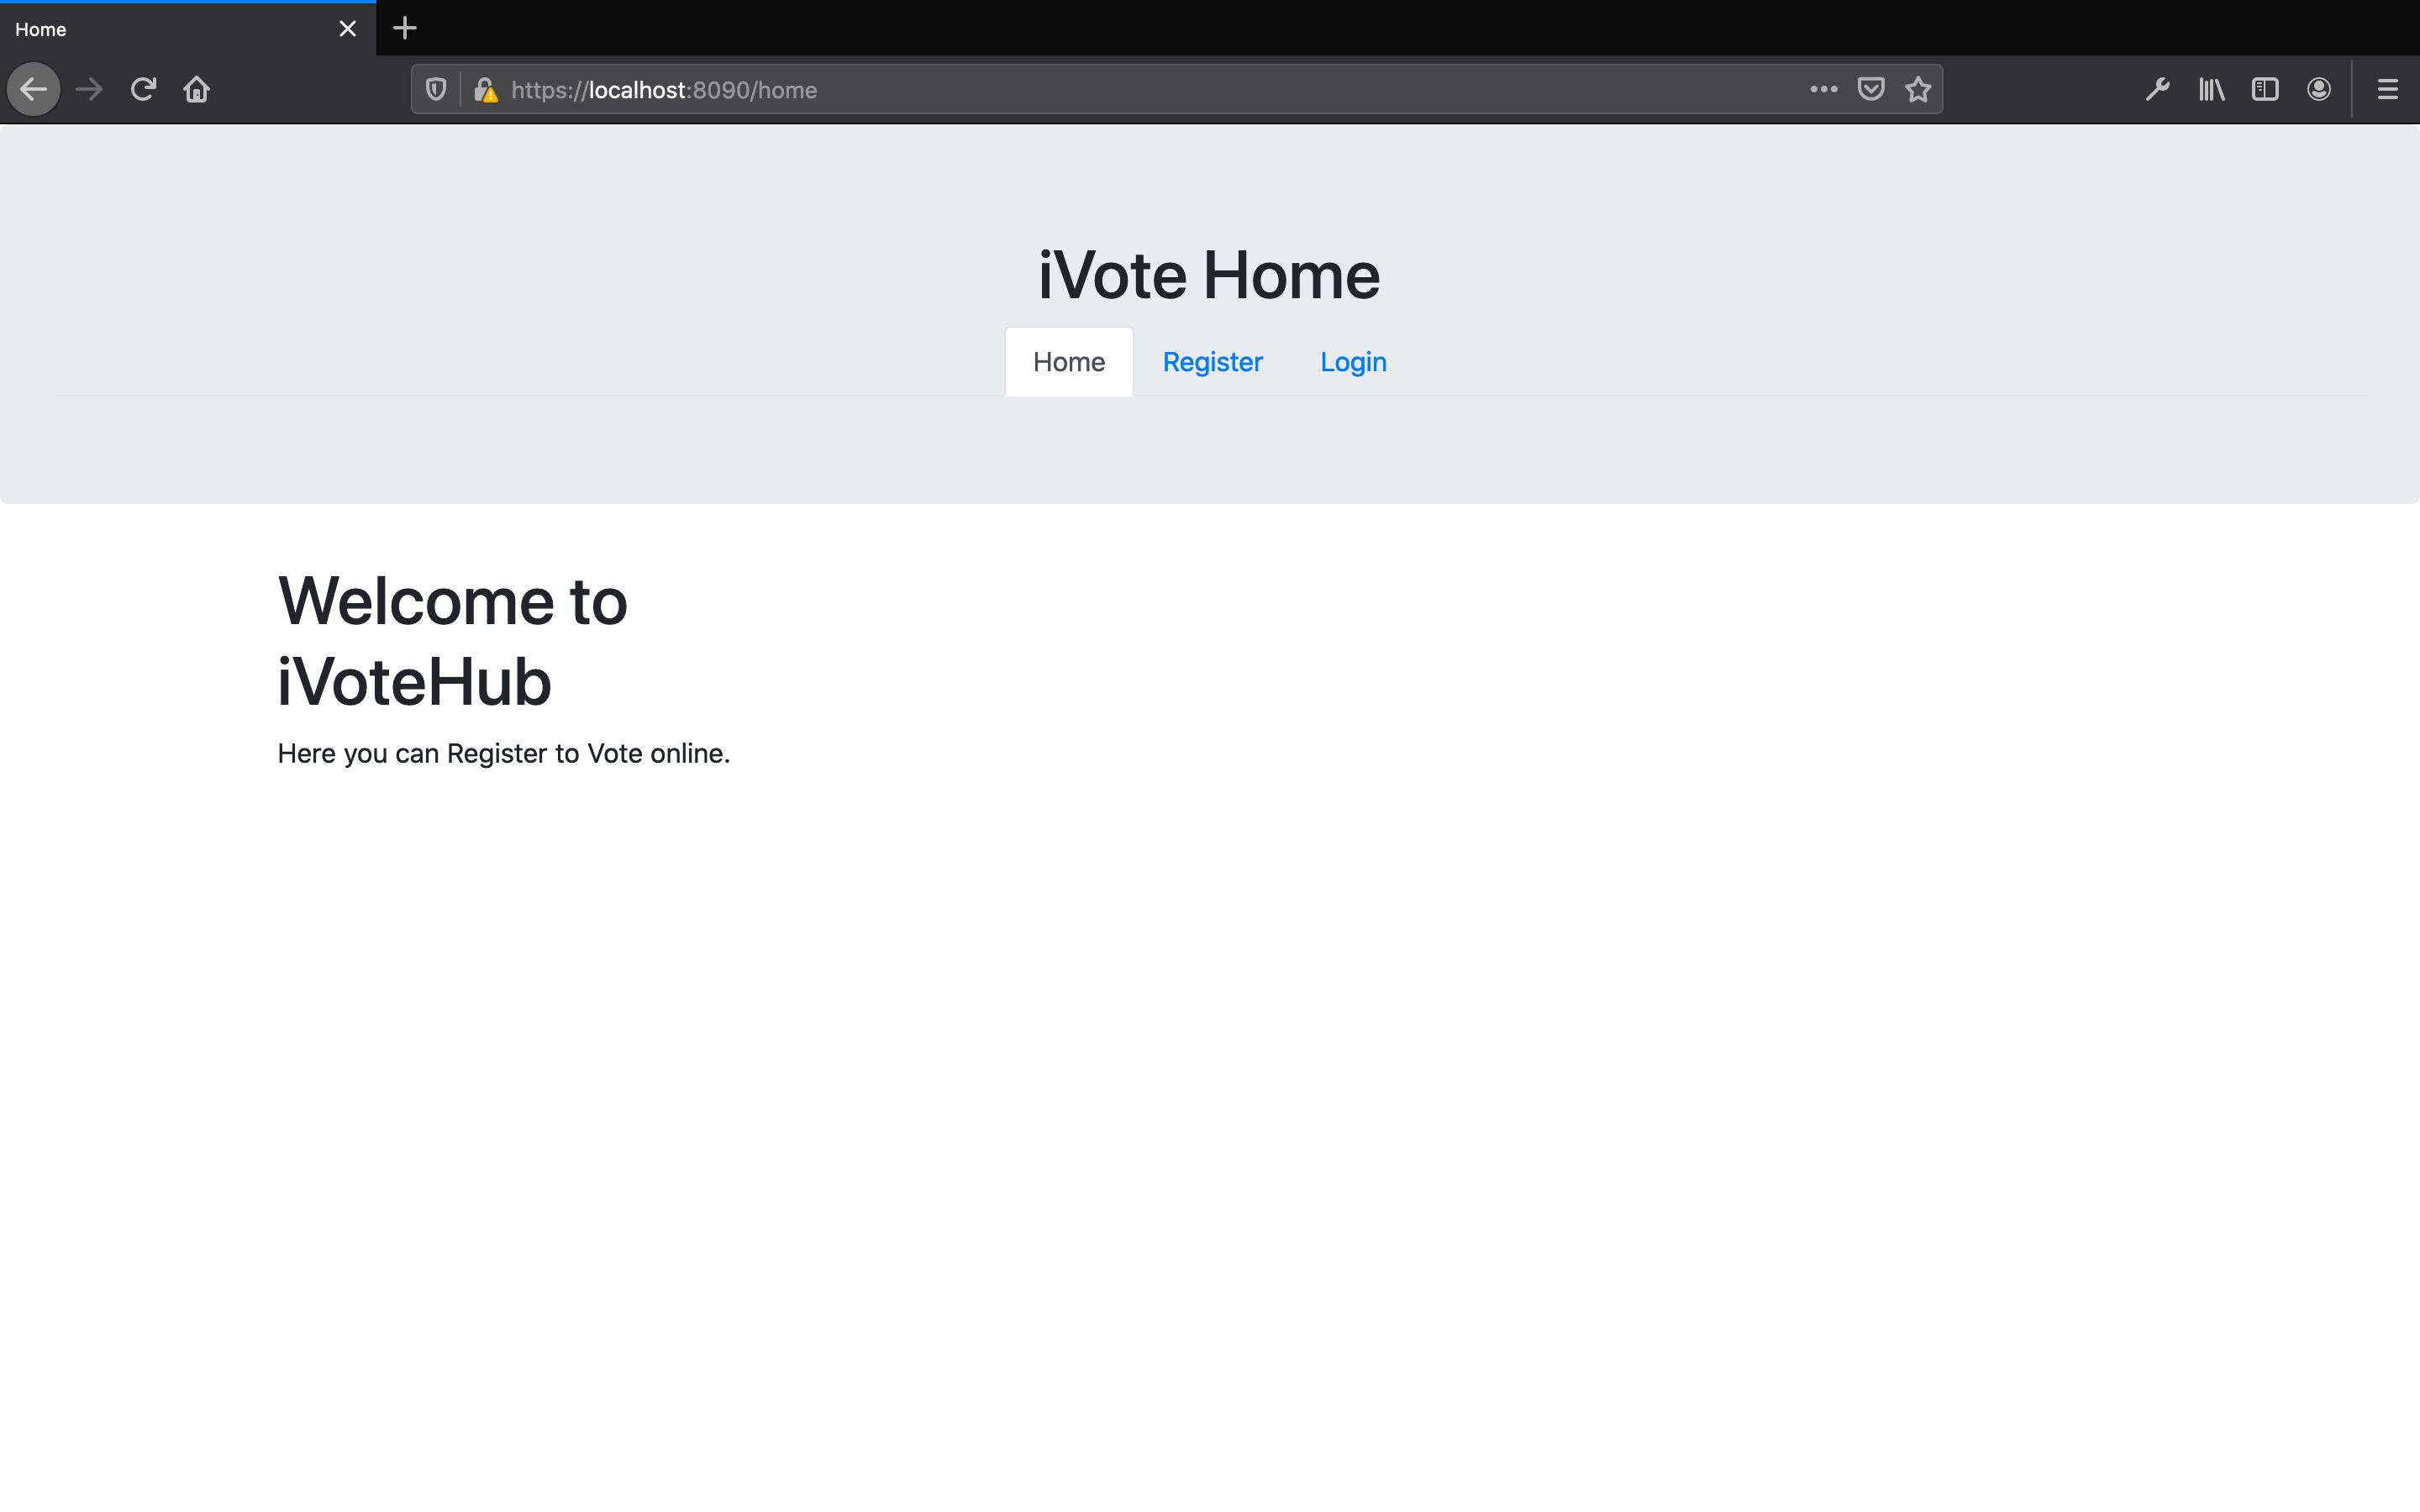 Home
https://localhost:8090/home
iVote Home
Home Register Login
Welcome to
iVoteHub
Here you can Register to Vote online.